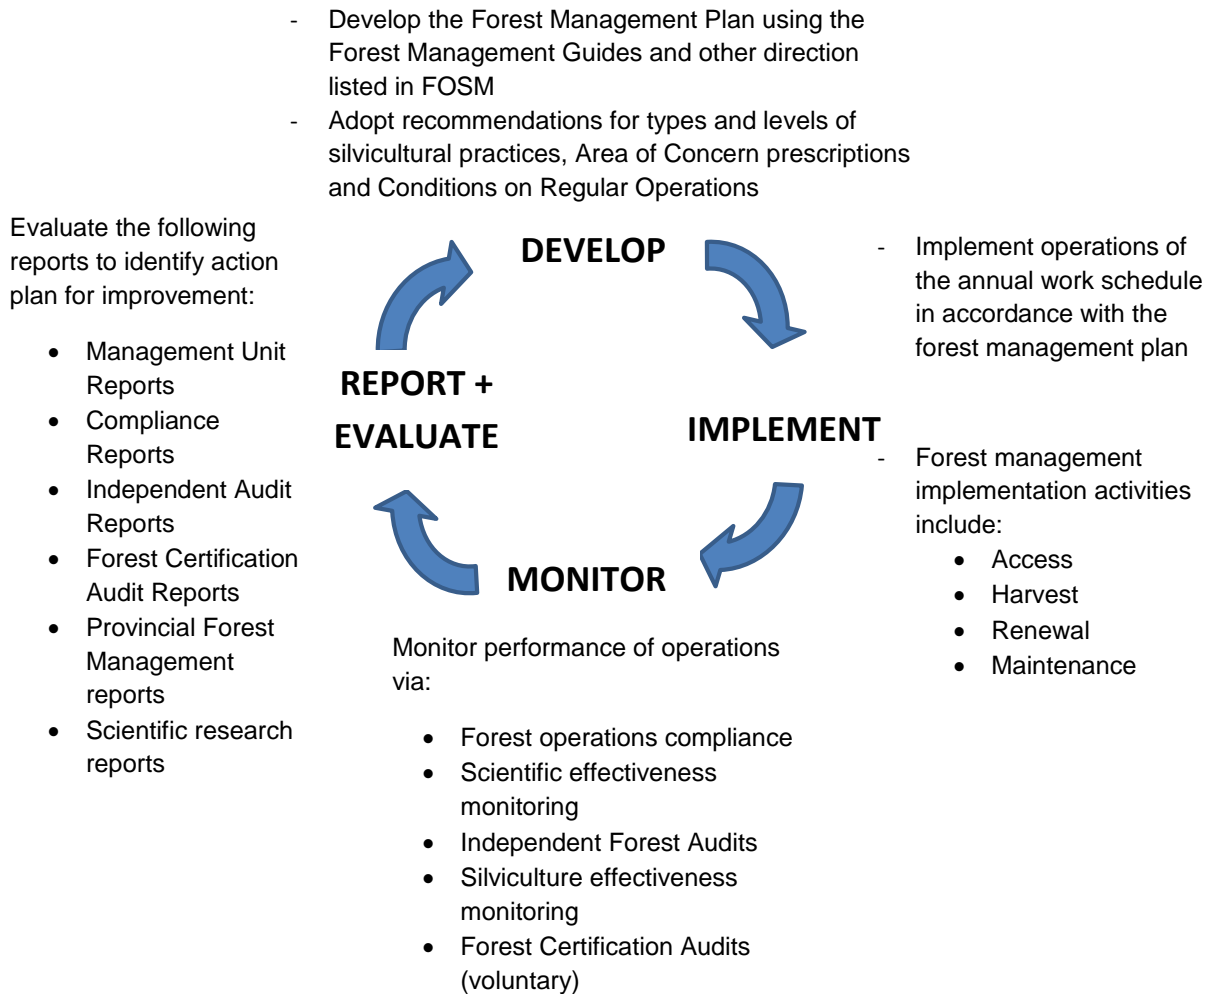 - Develop the Forest Management Plan using the
Forest Management Guides and other direction
listed in FOSM
- Adopt recommendations for types and levels of
silvicultural practices, Area of Concern prescriptions
and Conditions on Regular Operations
Evaluate the following
reports to identify action
plan for improvement:
• Management Unit
Reports
• Compliance
Reports
• Independent Audit
Reports
• Forest Certification
Audit Reports
• Provincial Forest
Management
reports
• Scientific research
reports
DEVELOP
- Implement operations of
the annual work schedule
in accordance with the
forest management plan
REPORT +
EVALUATE
IMPLEMENT
- Forest management
implementation activities
include:
• Access
• Harvest
• Renewal
• Maintenance
MONITOR
Monitor performance of operations
via:
• Forest operations compliance
• Scientific effectiveness
monitoring
• Independent Forest Audits
• Silviculture effectiveness
monitoring
• Forest Certification Audits
(voluntary)